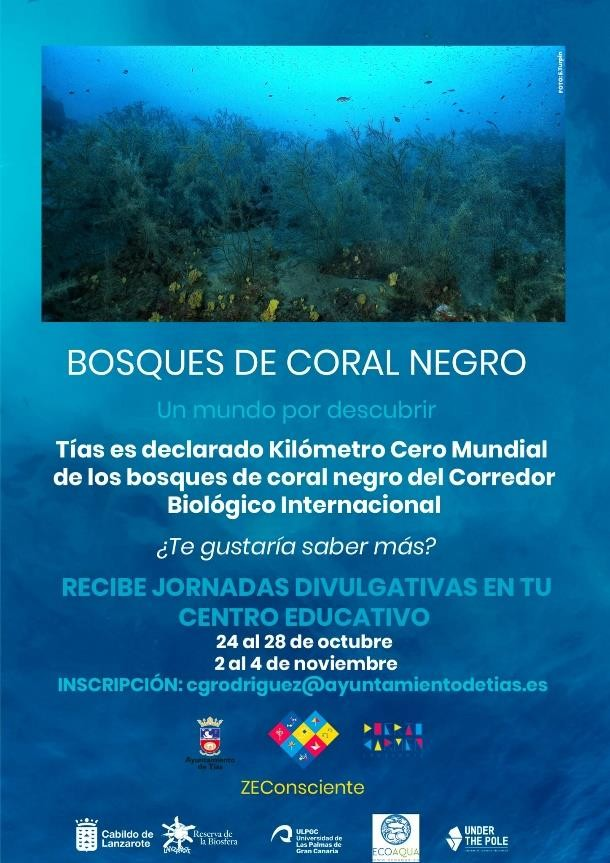 FOTO: E.Turpin
BOSQUES DE CORAL NEGRO
Un mundo por descubrir
Tías es declarado Kilómetro Cero Mundial
de los bosques de coral negro del Corredor
Biológico Internacional
¿Te gustaría saber más?
RECIBE JORNADAS DIVULGATIVAS EN TU
CENTRO EDUCATIVO
24 al 28 de octubre
2 al 4 de noviembre
INSCRIPCIÓN: cgrodriguez@ayuntamientodetias.es
Ayuntamiento
de Tías
ZEConsciente
Cabildo de
Lanzarote
Reserva de
la Biosfera
ULPGC
Universidad de
Las Palmas de
Gran Canaria
ECOAQUA
UNDER
THE POLE